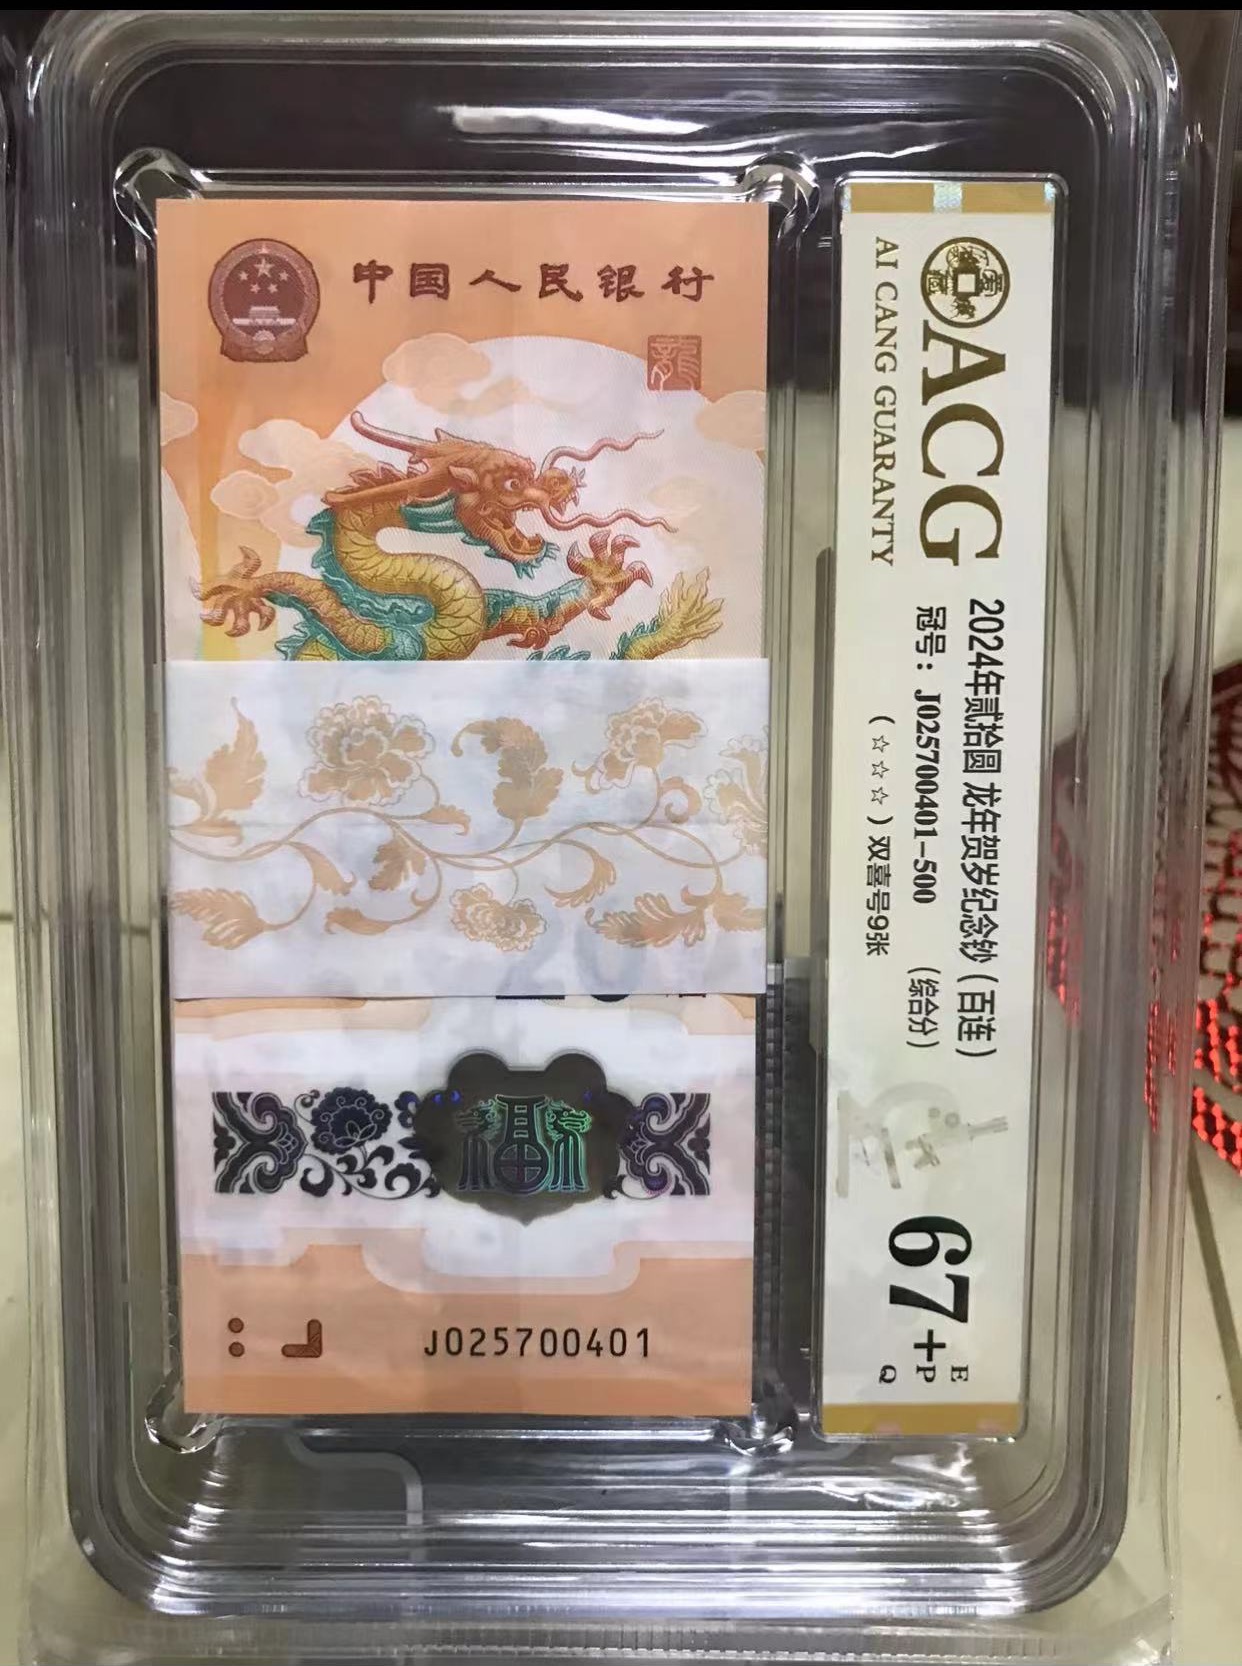 中国人民银行
龍
福
J025700401
ACG
AI CANG GUARANTY
2024年贰拾圆 龙年贺岁纪念钞（百连）
冠号：J025700401-500 （综合分）
（☆☆☆）双喜号9张
67+
E
P
Q